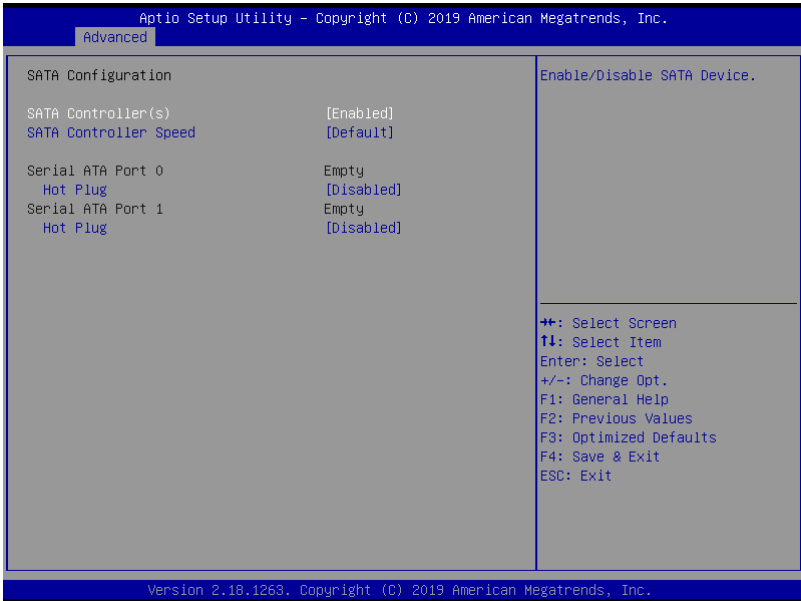 Aptio Setup Utility – Copyright (C) 2019 American Megatrends, Inc.
Advanced
SATA Configuration
SATA Controller(s) [Enabled]
SATA Controller Speed [Default]
Serial ATA Port 0 Empty
Hot Plug [Disabled]
Serial ATA Port 1 Empty
Hot Plug [Disabled]
Enable/Disable SATA Device.
→←: Select Screen
↑↓: Select Item
Enter: Select
+/-: Change Opt.
F1: General Help
F2: Previous Values
F3: Optimized Defaults
F4: Save & Exit
ESC: Exit
Version 2.18.1263. Copyright (C) 2019 American Megatrends, Inc.